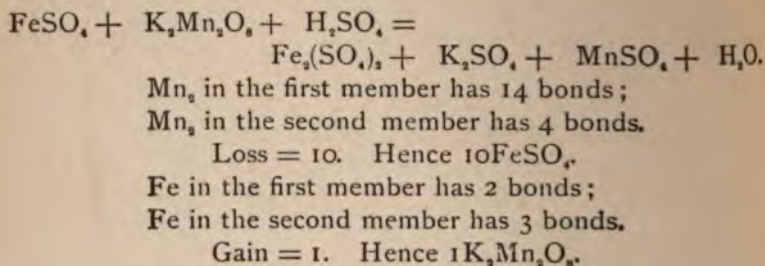 FeSO₄ + K₂Mn₂O₈ + H₂SO₄ =
Fe₂(SO₄)₃ + K₂SO₄ + MnSO₄ + H₂O.
Mn₂ in the first member has 14 bonds;
Mn₂ in the second member has 4 bonds.
Loss = 10. Hence 10FeSO₄.
Fe in the first member has 2 bonds;
Fe in the second member has 3 bonds.
Gain = 1. Hence 1K₂Mn₂O₈.